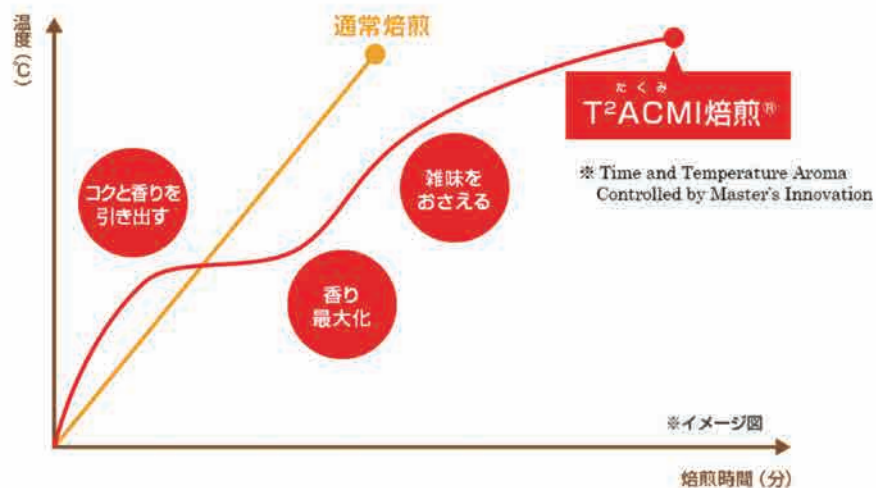 温度(℃)
通常焙煎
たくみ
T²ACMI焙煎®
※ Time and Temperature Aroma
Controlled by Master's Innovation
コクと香りを
引き出す
雑味を
おさえる
香り
最大化
※イメージ図
焙煎時間(分)